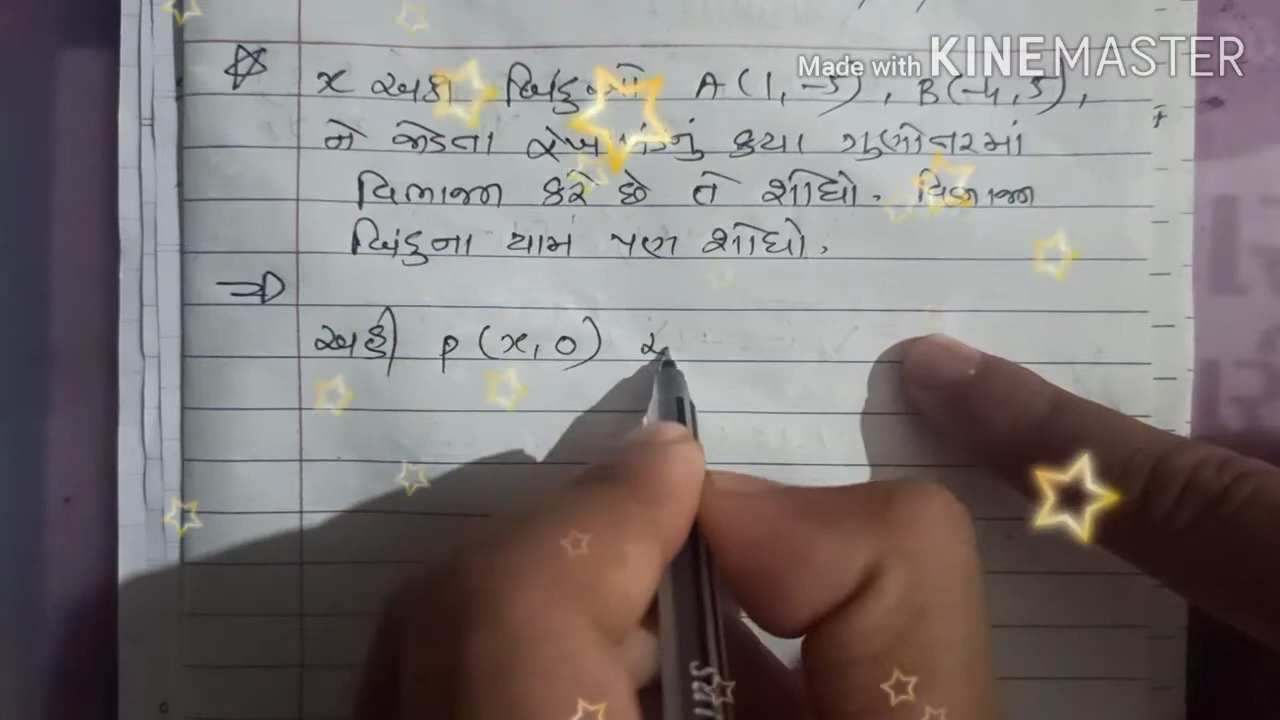 Made with KINEMASTER
x અક્ષ બિંદુઓ A(1,-5), B(-4,5),
ને જોડતા રેખાખંડનું કયા ગુણોત્તરમાં
વિભાજન કરે છે તે શોધો. વિભાજન
બિંદુના યામ પણ શોધો.
⇒
અહીં P(x,0)